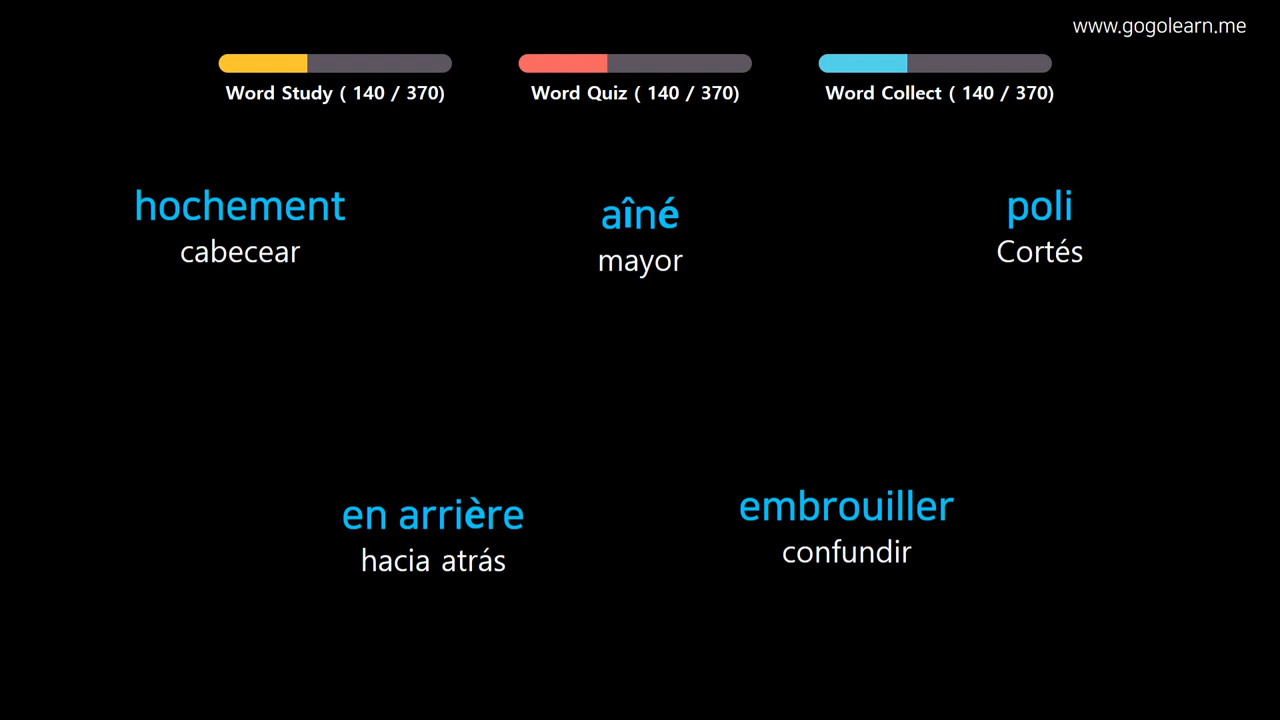 www.gogolearn.me
Word Study ( 140 / 370)
Word Quiz ( 140 / 370)
Word Collect ( 140 / 370)
hochement
cabecear
aîné
mayor
poli
Cortés
en arrière
hacia atrás
embrouiller
confundir